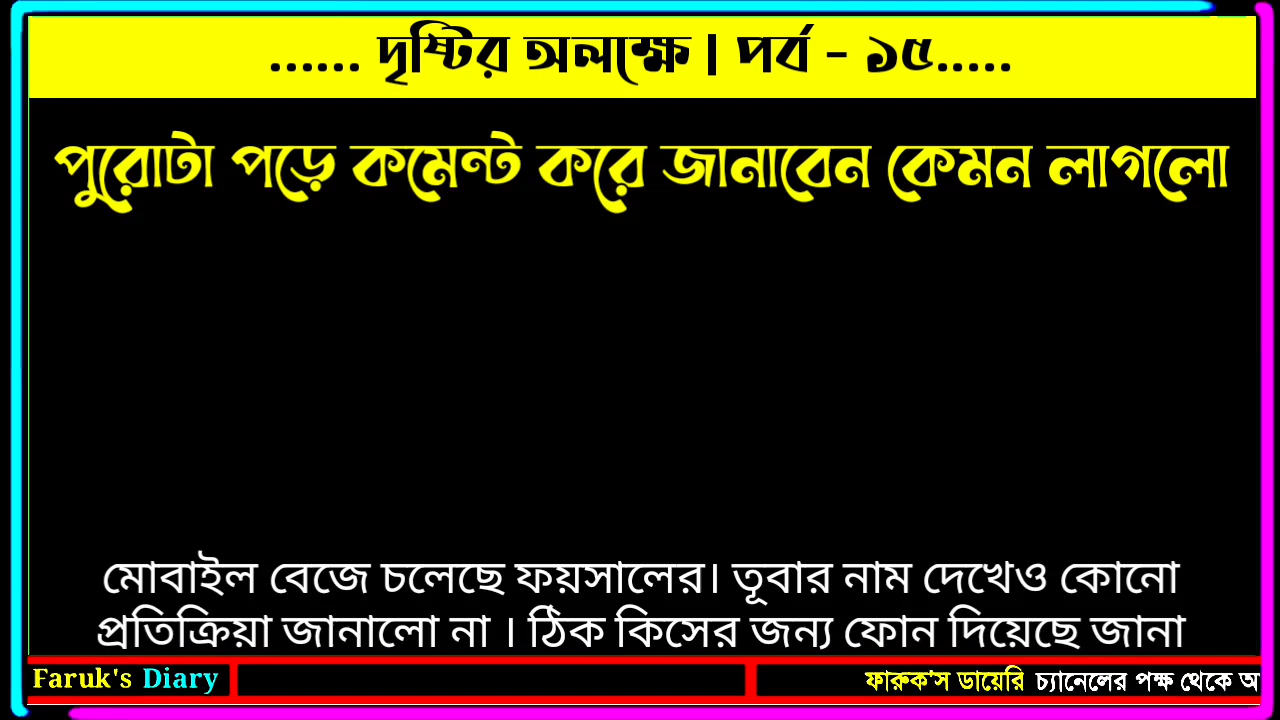 ...... দৃষ্টির অলক্ষে | পর্ব - ১৫.....
পুরোটা পড়ে কমেন্ট করে জানাবেন কেমন লাগলো
মোবাইল বেজে চলেছে ফয়সালের। তূবার নাম দেখেও কোনো
প্রতিক্রিয়া জানালো না । ঠিক কিসের জন্য ফোন দিয়েছে জানা
Faruk's Diary
ফারুক'স ডায়েরি চ্যানেলের পক্ষ থেকে অ